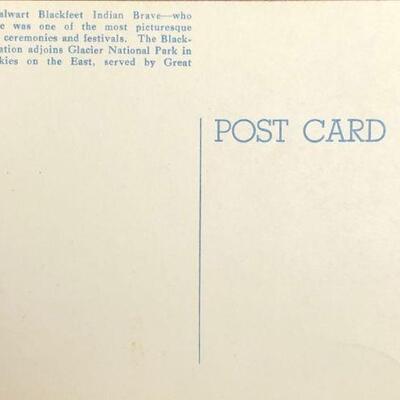 alwart Blackfeet Indian Brave—who
e was one of the most picturesque
ceremonies and festivals. The Black-
ation adjoins Glacier National Park in
kies on the East, served by Great
POST CARD